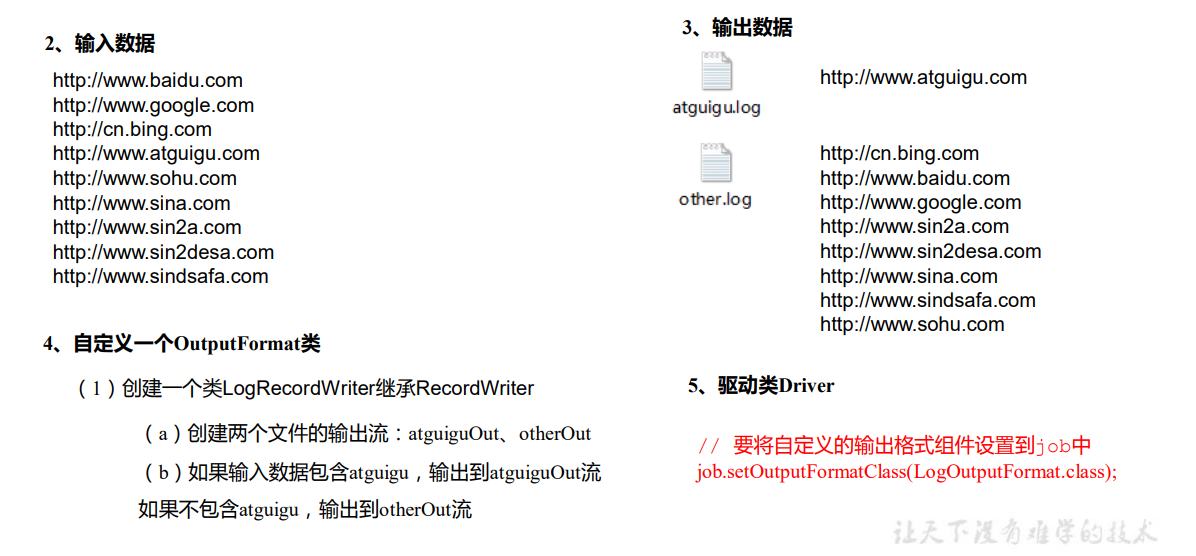 2、输入数据
http://www.baidu.com
http://www.google.com
http://cn.bing.com
http://www.atguigu.com
http://www.sohu.com
http://www.sina.com
http://www.sin2a.com
http://www.sin2desa.com
http://www.sindsafa.com
3、输出数据
atguigu.log
http://www.atguigu.com
other.log
http://cn.bing.com
http://www.baidu.com
http://www.google.com
http://www.sin2a.com
http://www.sin2desa.com
http://www.sina.com
http://www.sindsafa.com
http://www.sohu.com
4、自定义一个OutputFormat类
（1）创建一个类LogRecordWriter继承RecordWriter
（a）创建两个文件的输出流：atguiguOut、otherOut
（b）如果输入数据包含atguigu，输出到atguiguOut流
如果不包含atguigu，输出到otherOut流
5、驱动类Driver
// 要将自定义的输出格式组件设置到job中
job.setOutputFormatClass(LogOutputFormat.class);
让天下没有难学的技术